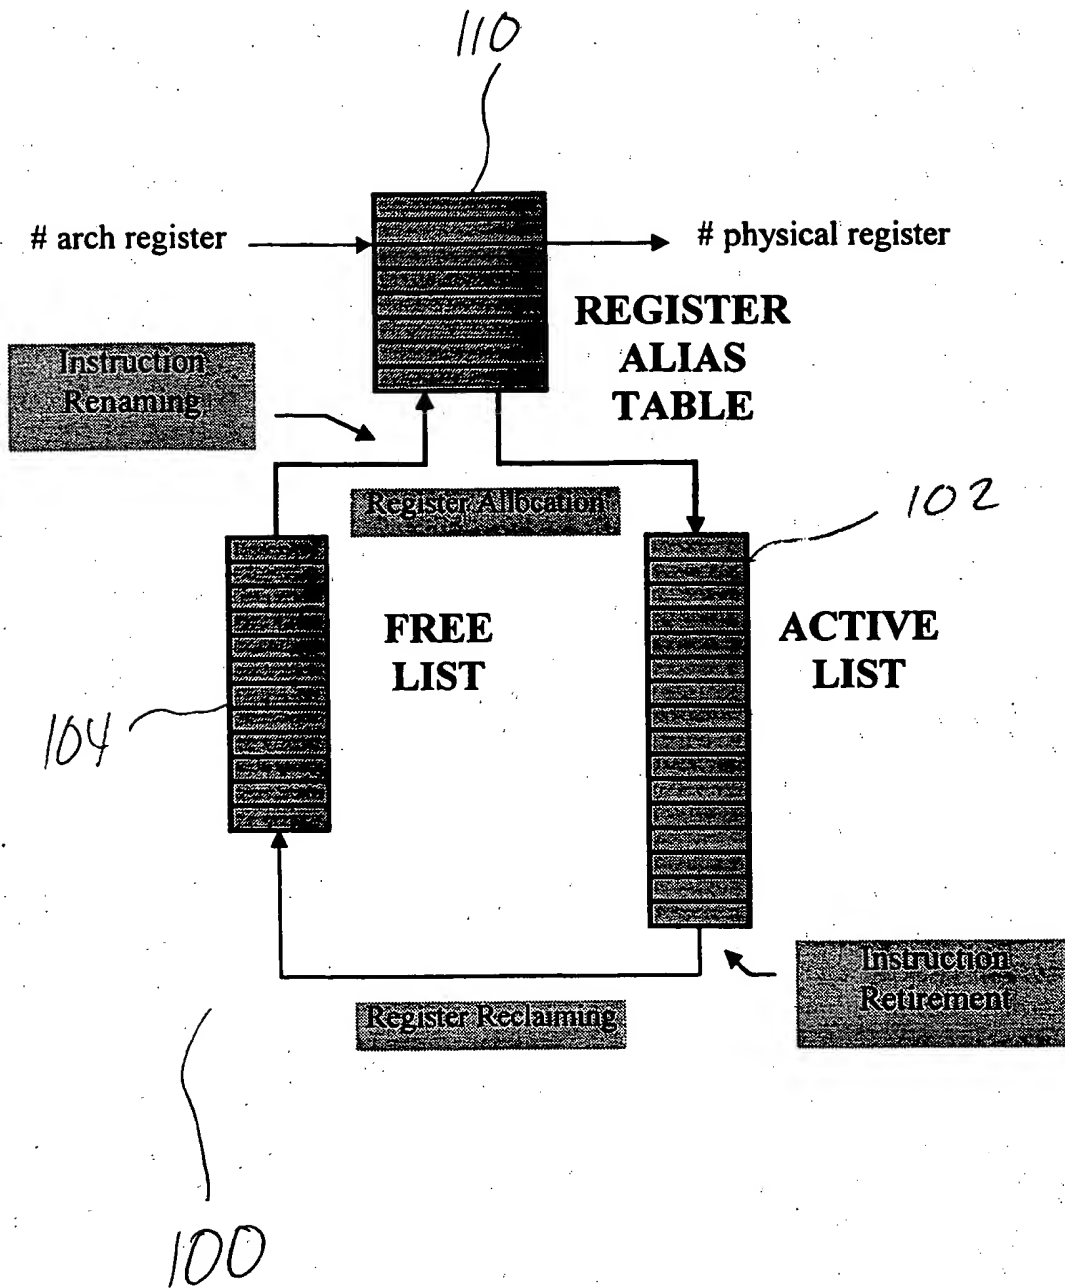 110
# arch register
# physical register
REGISTER
ALIAS
TABLE
Instruction
Renaming
Register Allocation
102
FREE
LIST
ACTIVE
LIST
104
Instruction
Retirement
Register Reclaiming
100